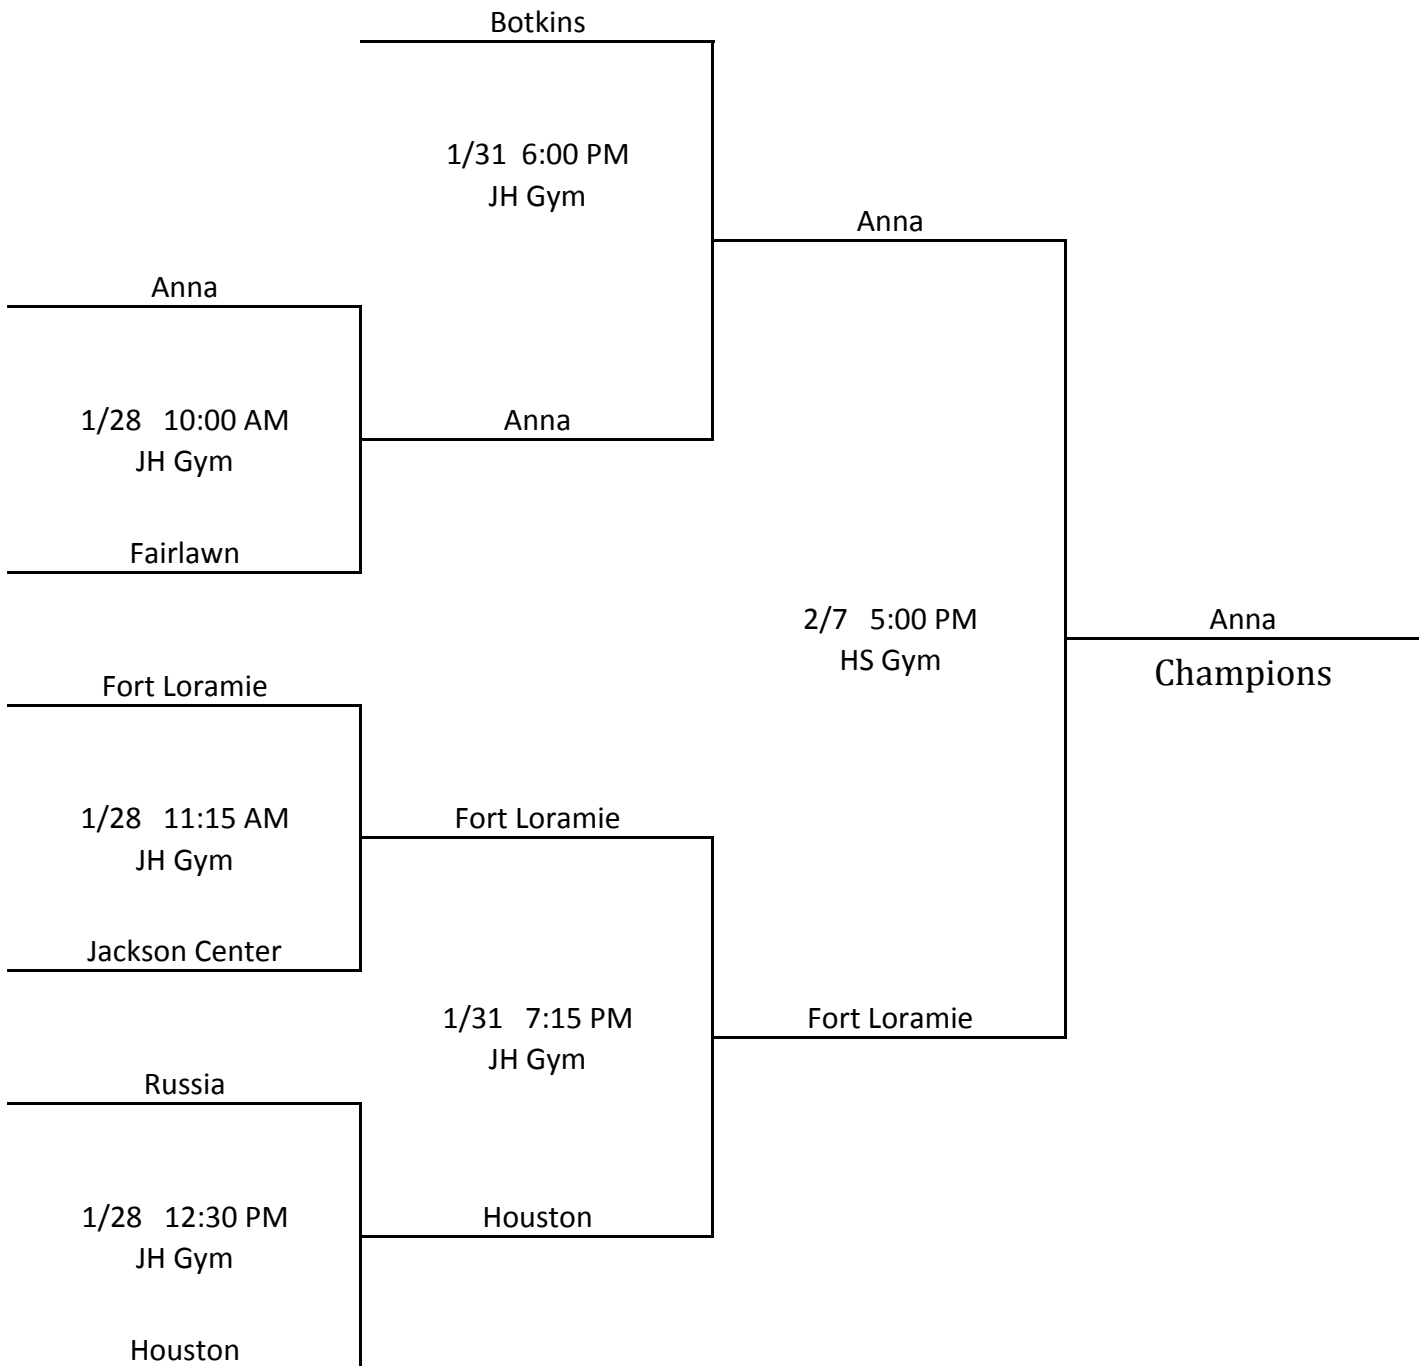 Botkins
1/31  6:00 PM
JH Gym
Anna
Anna
1/28   10:00 AM
JH Gym
Anna
Fairlawn
2/7   5:00 PM
HS Gym
Anna
Champions
Fort Loramie
1/28   11:15 AM
JH Gym
Fort Loramie
Jackson Center
1/31   7:15 PM
JH Gym
Fort Loramie
Russia
1/28   12:30 PM
JH Gym
Houston
Houston